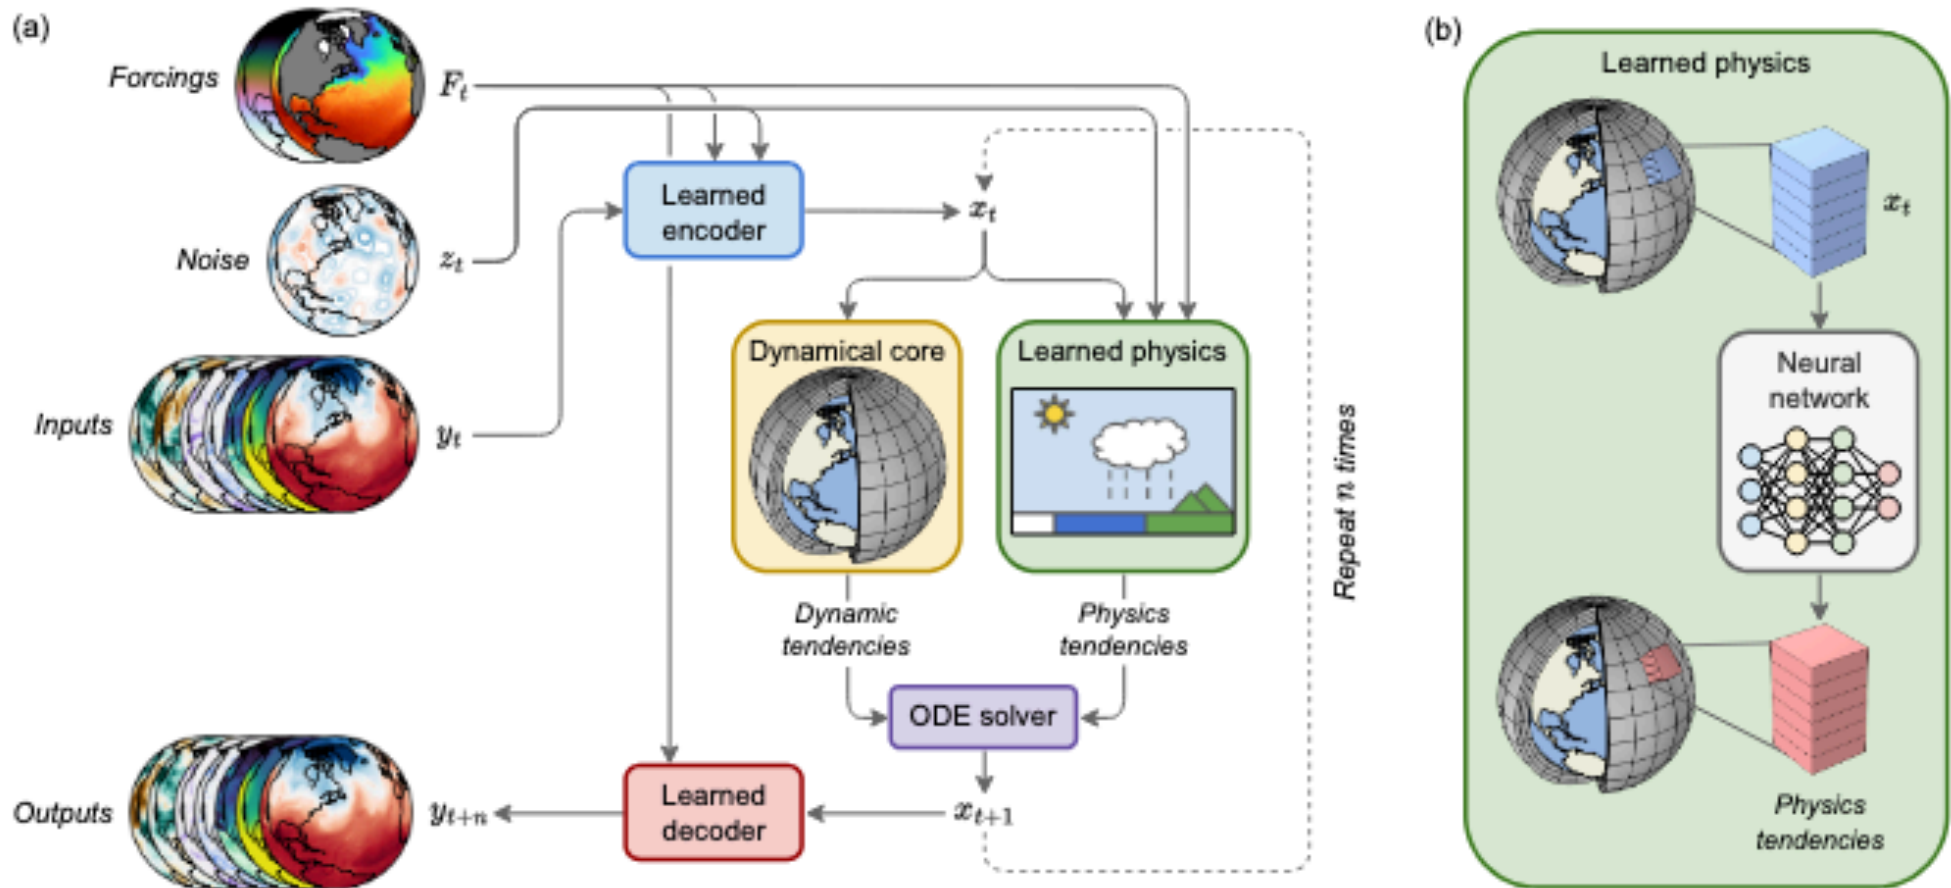 (a)
Forcings
F_t
Noise
z_t
Inputs
y_t
Learned
encoder
x_t
Dynamical core
Learned physics
Repeat n times
Dynamic
tendencies
Physics
tendencies
ODE solver
Outputs
y_{t+n}
Learned
decoder
x_{t+1}
(b)
Learned physics
x_t
Neural
network
Physics
tendencies